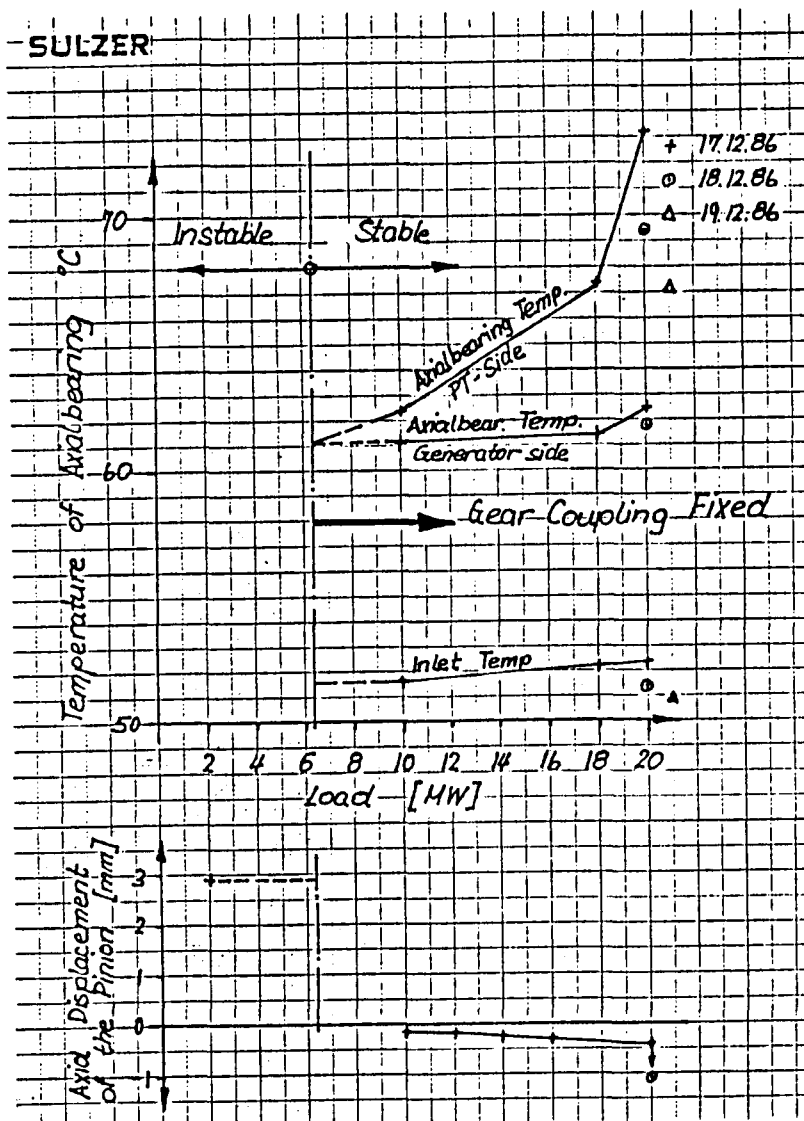 SULZER
+ 17.12.86
⊙ 18.12.86
Δ 19.12.86
70
Instable
Stable
Temperature of Axialbearing °C
Axialbearing Temp.
PT-Side
Axialbear. Temp.
Generator side
60
Gear Coupling Fixed
Inlet Temp
50
2 4 6 8 10 12 14 16 18 20
Load [MW]
Axial Displacement
of the Pinion [mm]
3
2
1
0
-1